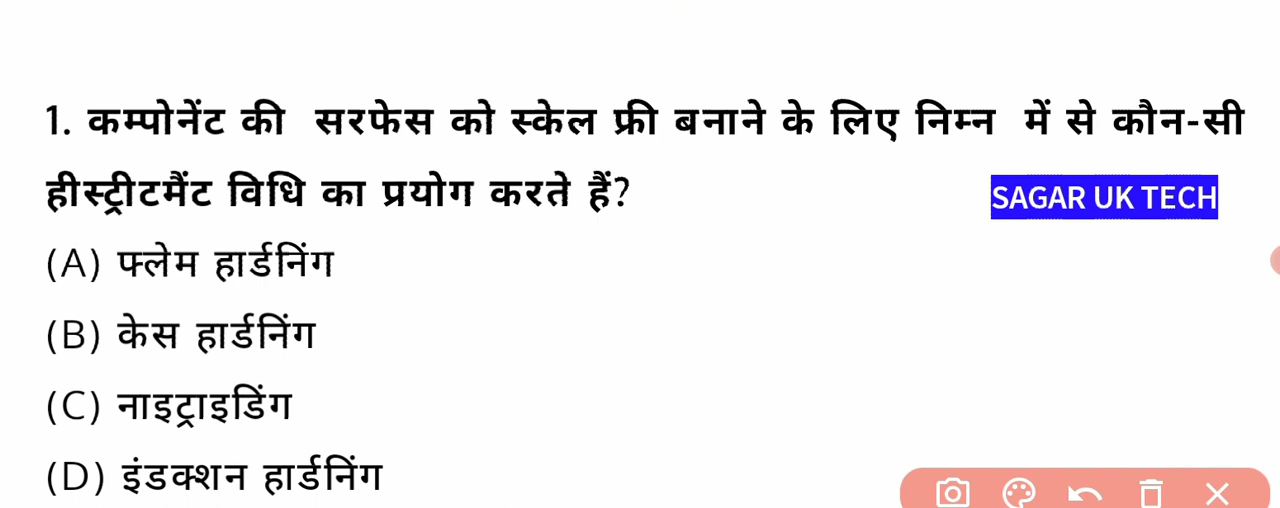 1. कम्पोनेंट की सरफेस को स्केल फ्री बनाने के लिए निम्न में से कौन-सी
हीस्ट्रीटमैंट विधि का प्रयोग करते हैं?
SAGAR UK TECH
(A) फ्लेम हार्डनिंग
(B) केस हार्डनिंग
(C) नाइट्राइडिंग
(D) इंडक्शन हार्डनिंग